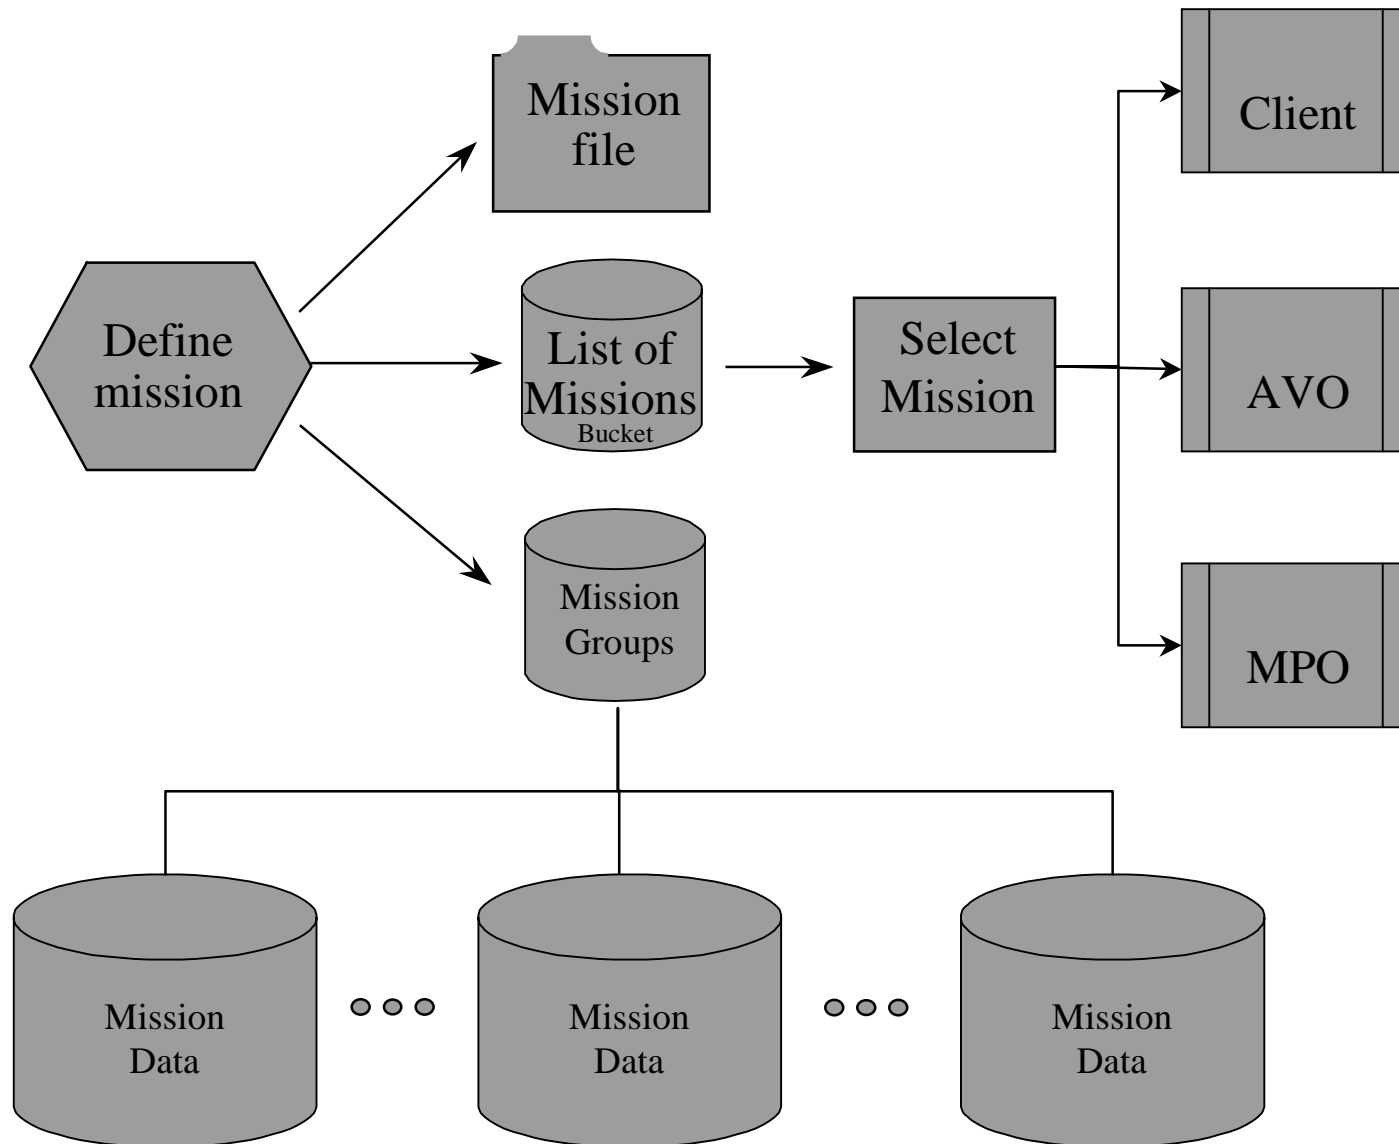 Mission
file
Client
Define
mission
List of
Missions
Bucket
Select
Mission
AVO
Mission
Groups
MPO
Mission
Data
Mission
Data
Mission
Data